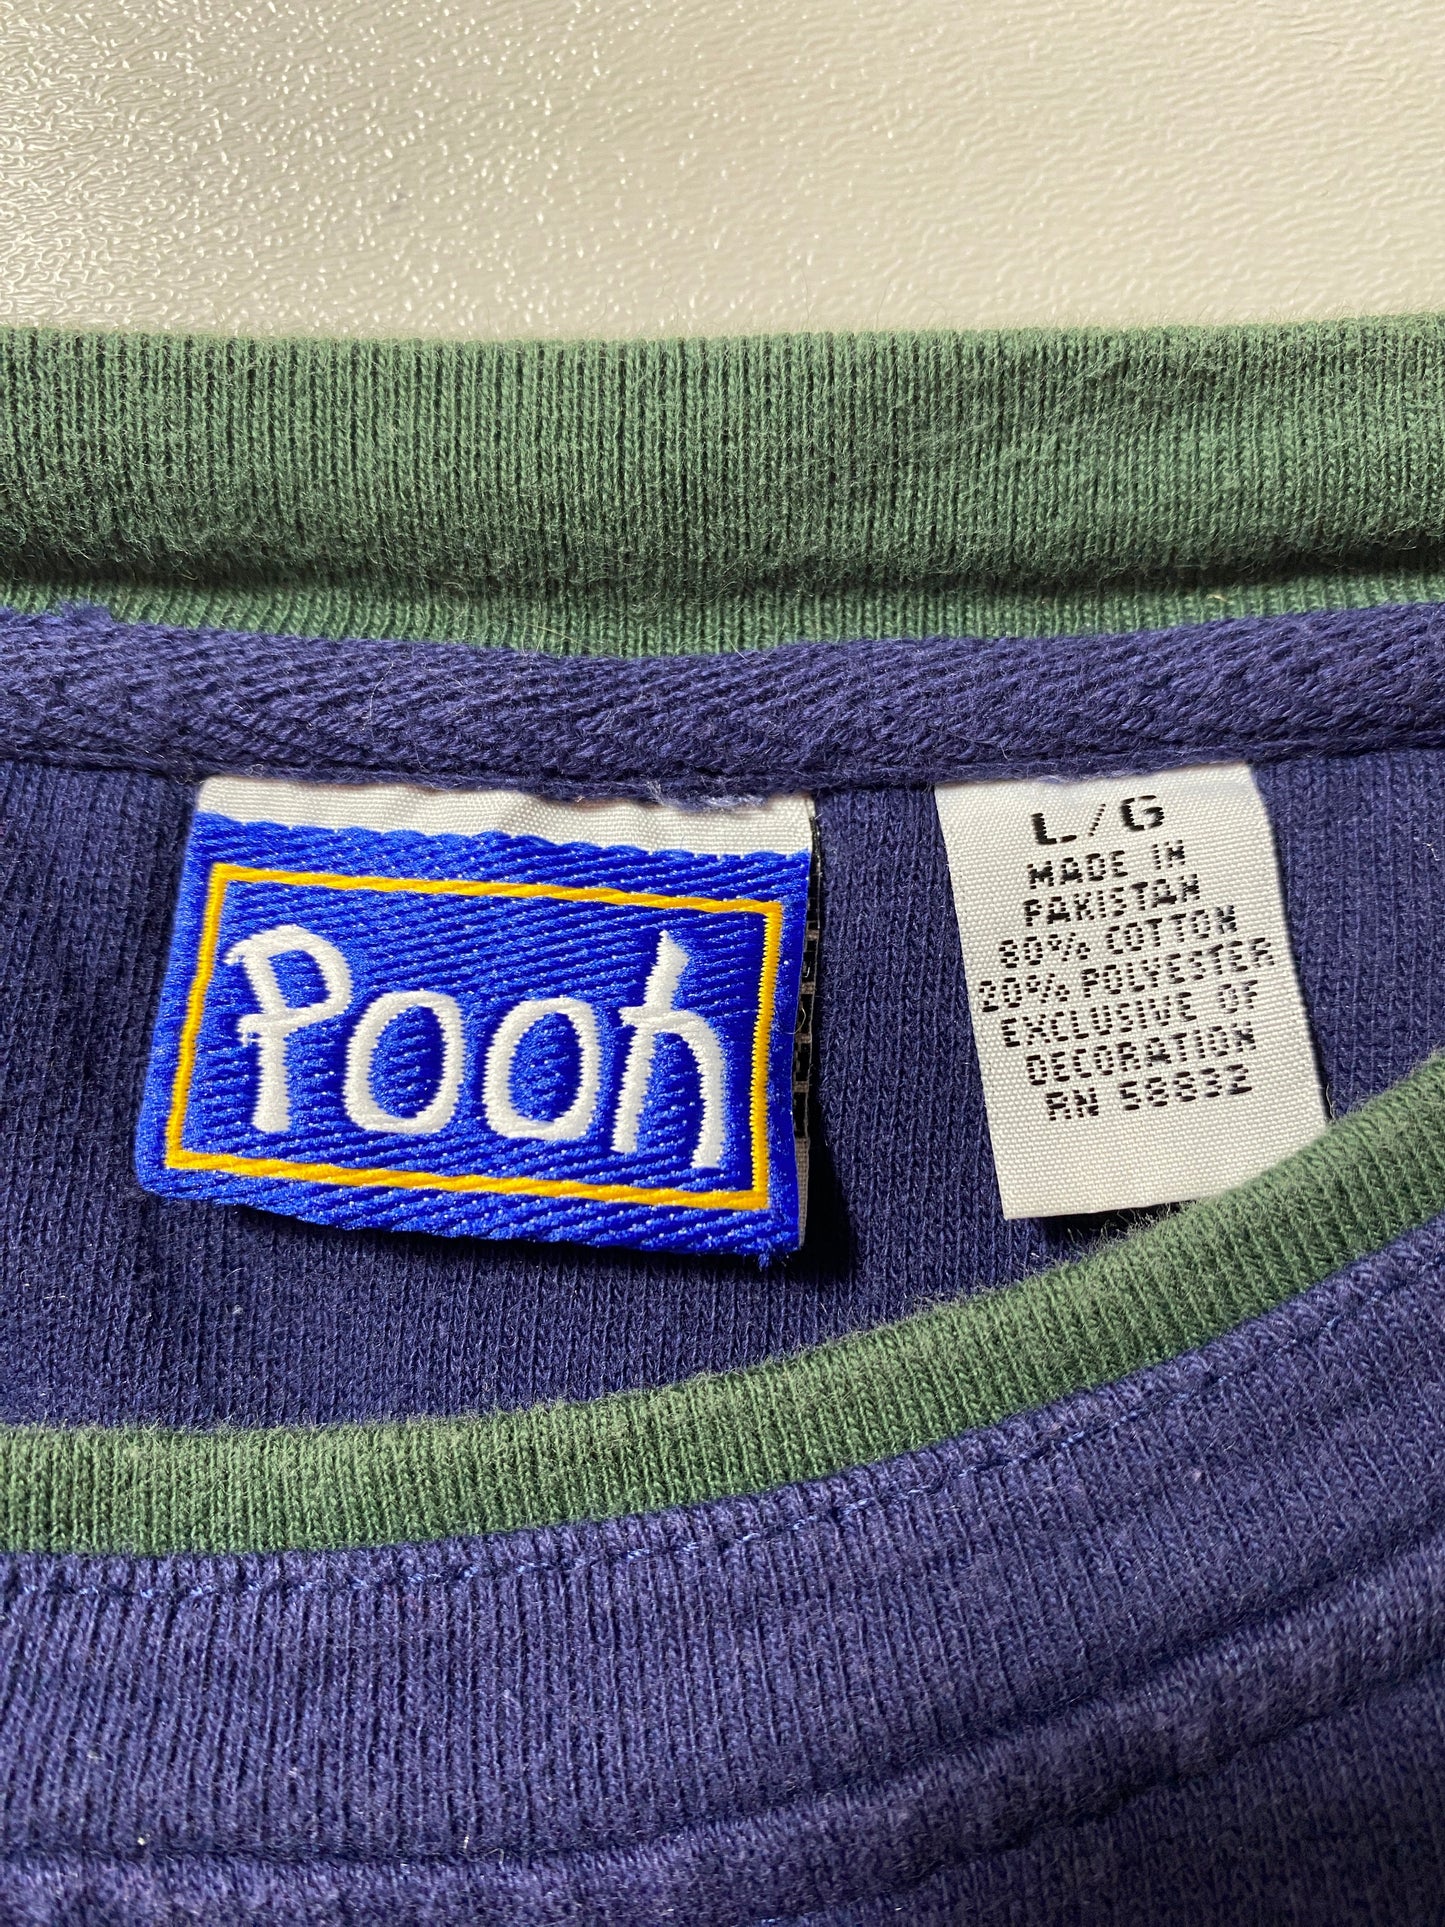 Pooh
L/G
MADE IN
PAKISTAN
80% COTTON
20% POLYESTER
EXCLUSIVE OF
DECORATION
RN 58832